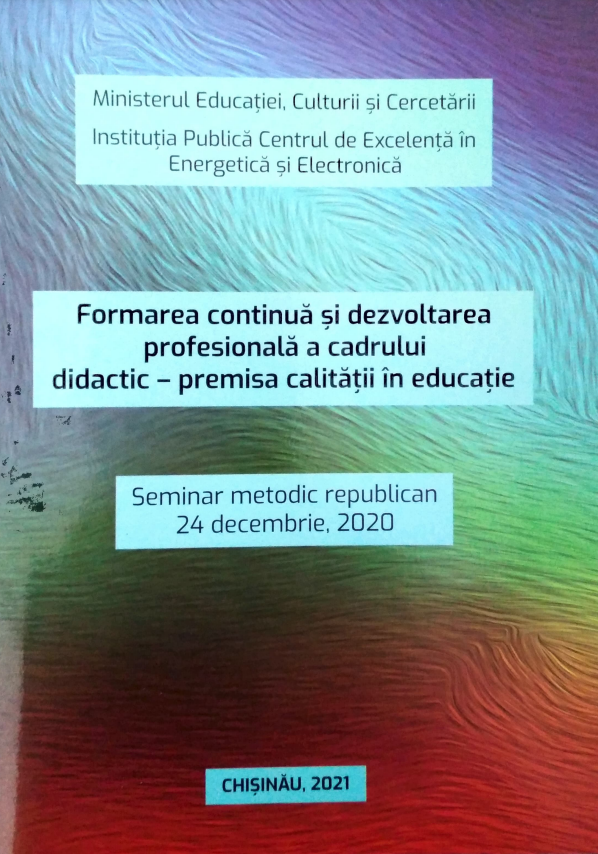 Ministerul Educației, Culturii și Cercetării
Instituția Publică Centrul de Excelență în
Energetică și Electronică
Formarea continuă și dezvoltarea
profesională a cadrului
didactic – premisa calității în educație
Seminar metodic republican
24 decembrie, 2020
CHIȘINĂU, 2021